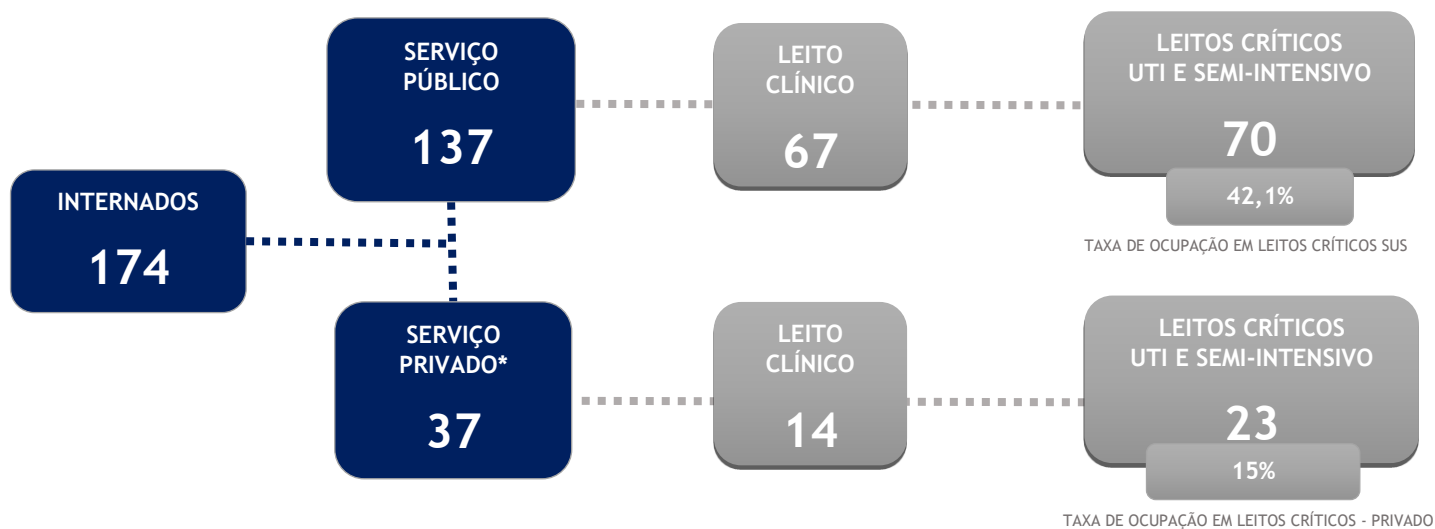 INTERNADOS
174
SERVIÇO
PÚBLICO
137
LEITO
CLÍNICO
67
LEITOS CRÍTICOS
UTI E SEMI-INTENSIVO
70
42,1%
TAXA DE OCUPAÇÃO EM LEITOS CRÍTICOS SUS
SERVIÇO
PRIVADO*
37
LEITO
CLÍNICO
14
LEITOS CRÍTICOS
UTI E SEMI-INTENSIVO
23
15%
TAXA DE OCUPAÇÃO EM LEITOS CRÍTICOS - PRIVADO